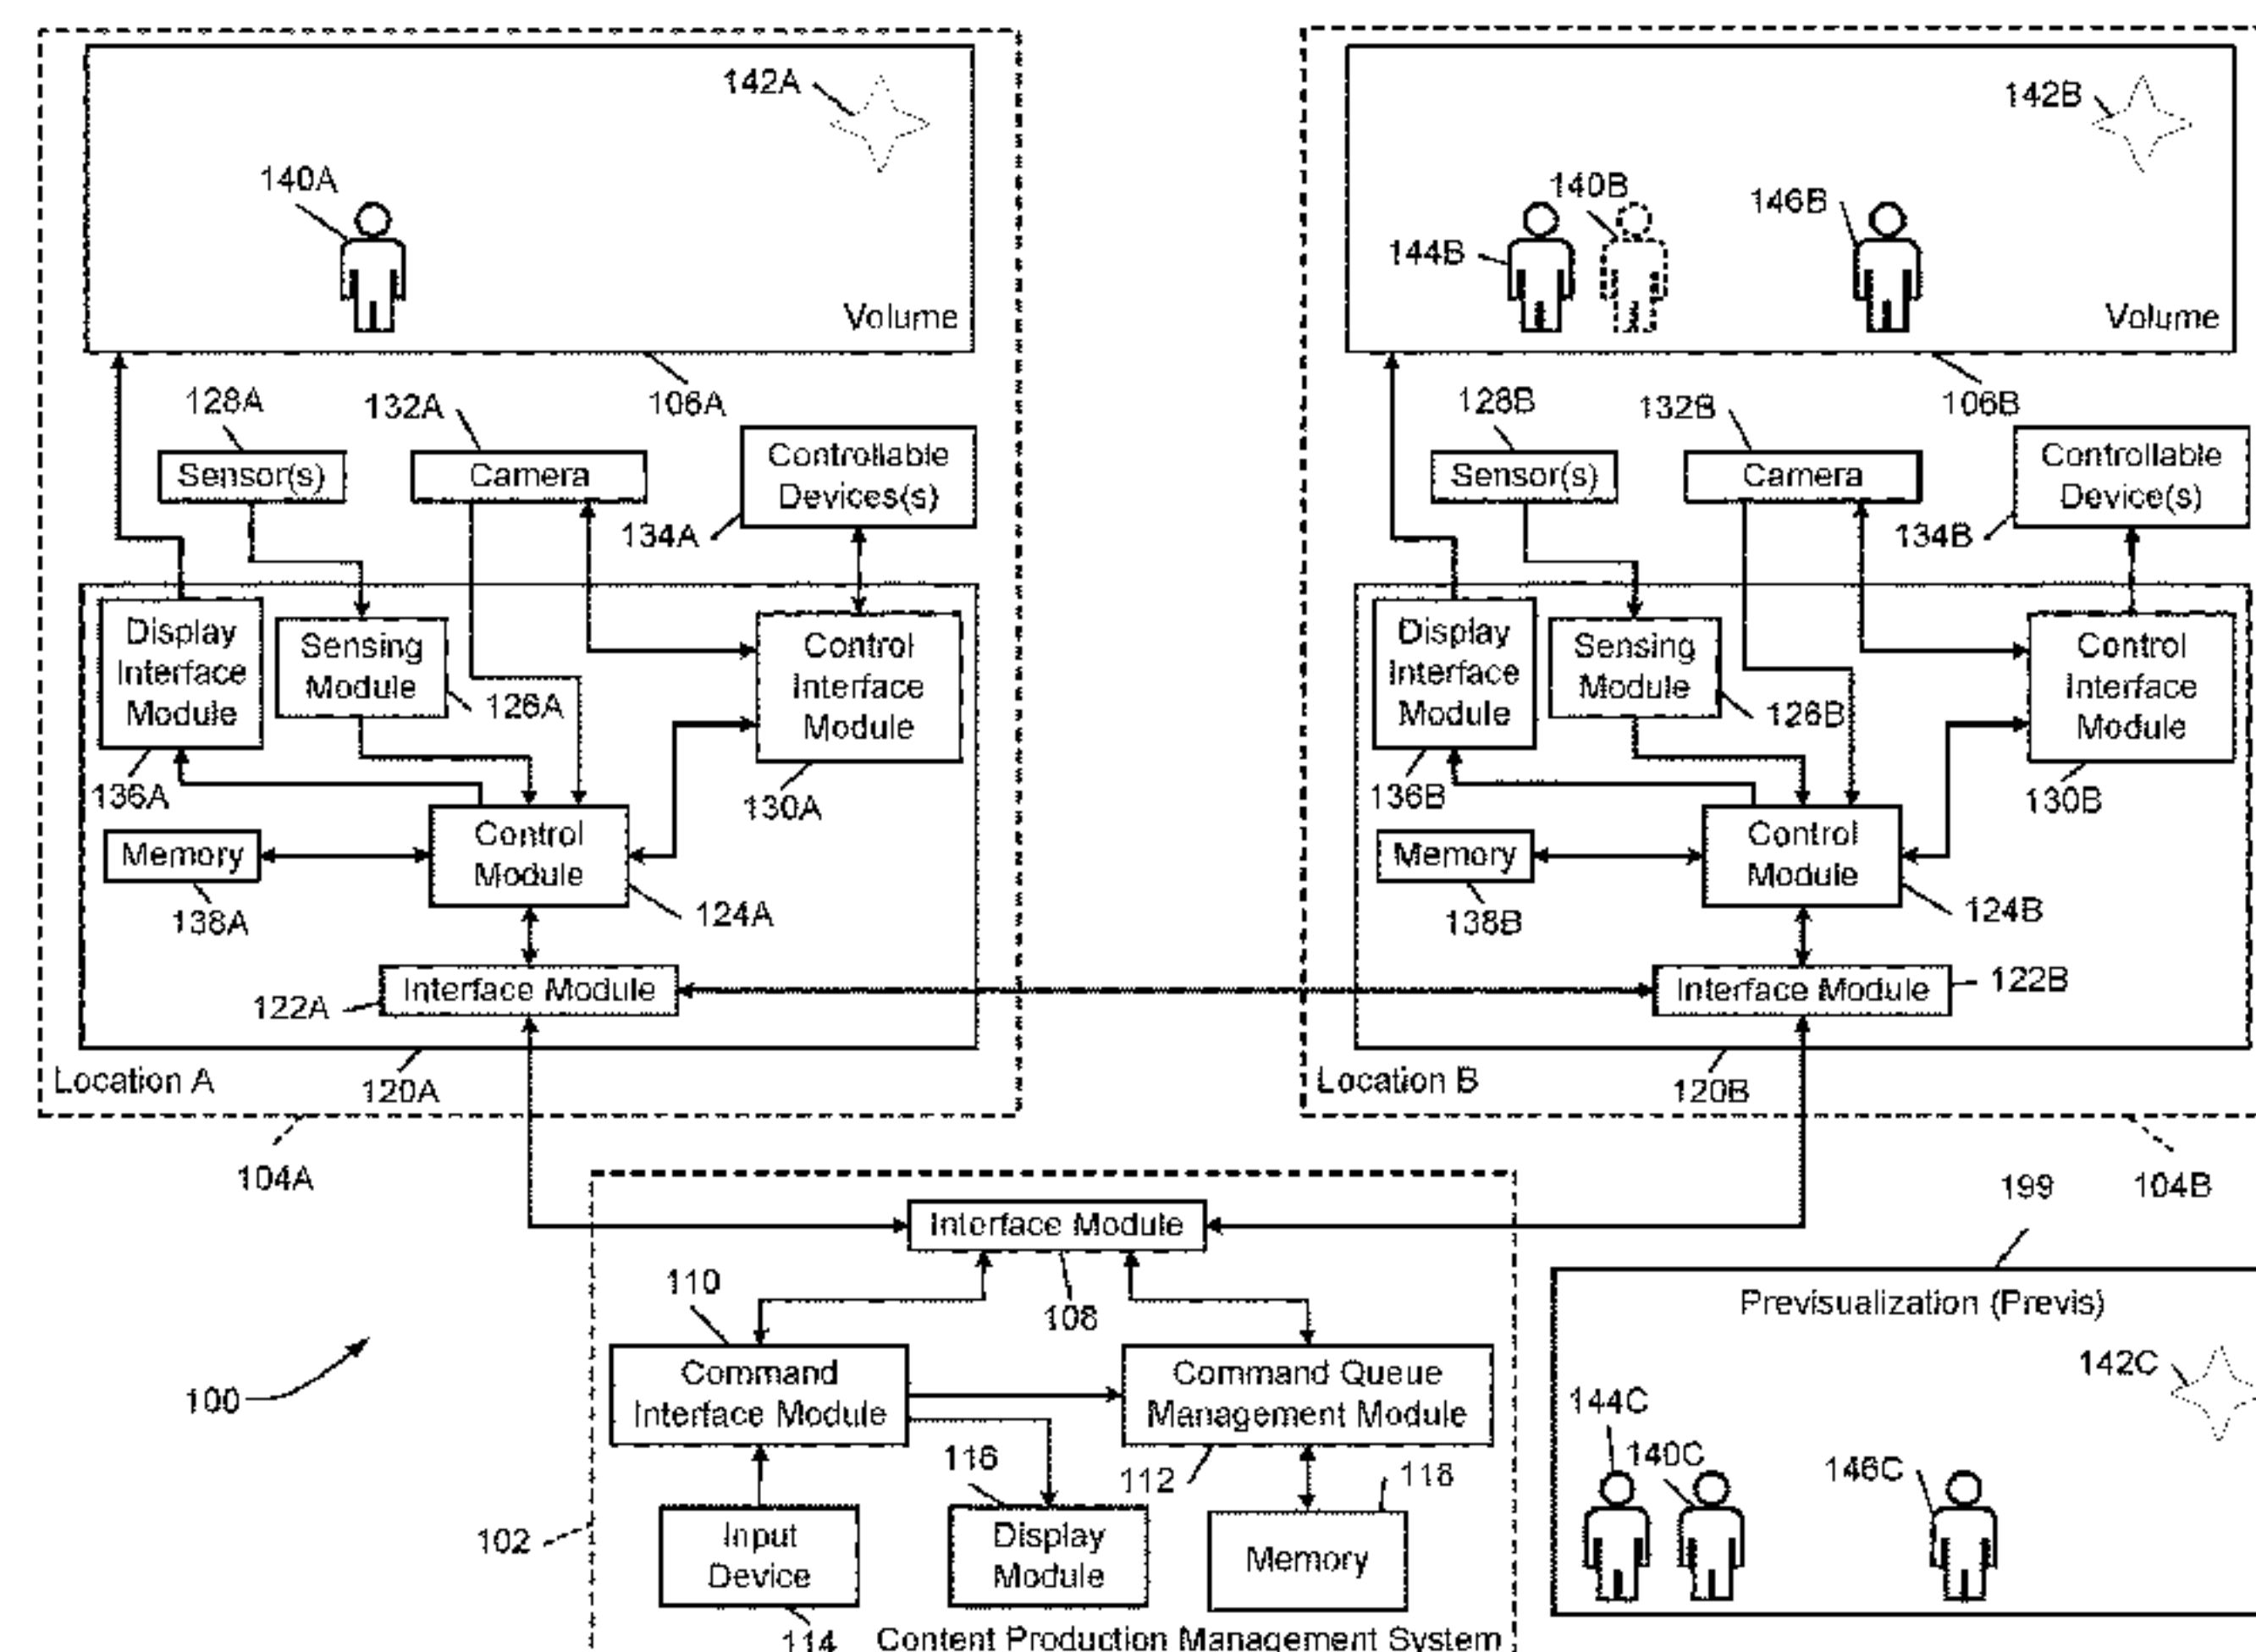 142A
140A
Volume
106A
128A
132A
Sensor(s)
Camera
Controllable
Devices(s)
134A
Display
Interface
Module
Sensing
Module
126A
Control
Interface
Module
136A
130A
Memory
138A
Control
Module
124A
Interface Module
122A
Location A
120A
104A
142B
140B
146B
144B
Volume
106B
128B
132B
Sensor(s)
Camera
Controllable
Device(s)
134B
Display
Interface
Module
Sensing
Module
126B
Control
Interface
Module
136B
130B
Memory
138B
Control
Module
124B
Interface Module
122B
Location B
120B
104B
100
102
Interface Module
108
110
Command
Interface Module
Command Queue
Management Module
112
116
118
Input
Device
Display
Module
Memory
114
Content Production Management System
199
Previsualization (Previs)
142C
144C
140C
146C